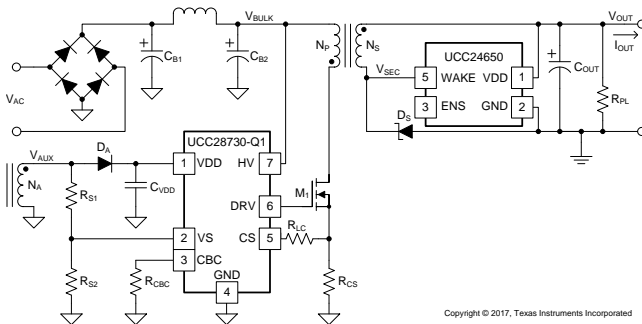 V_BULK
V_OUT
I_OUT
C_B1
C_B2
N_P
N_S
UCC24650
V_SEC
5 WAKE VDD 1
3 ENS GND 2
C_OUT
R_PL
D_S
V_AC
UCC28730-Q1
V_AUX
D_A
1 VDD HV 7
N_A
C_VDD
R_S1
M_1
DRV 6
R_LC
2 VS CS 5
3 CBC
R_S2
R_CBC
GND
4
R_CS
Copyright © 2017, Texas Instruments Incorporated